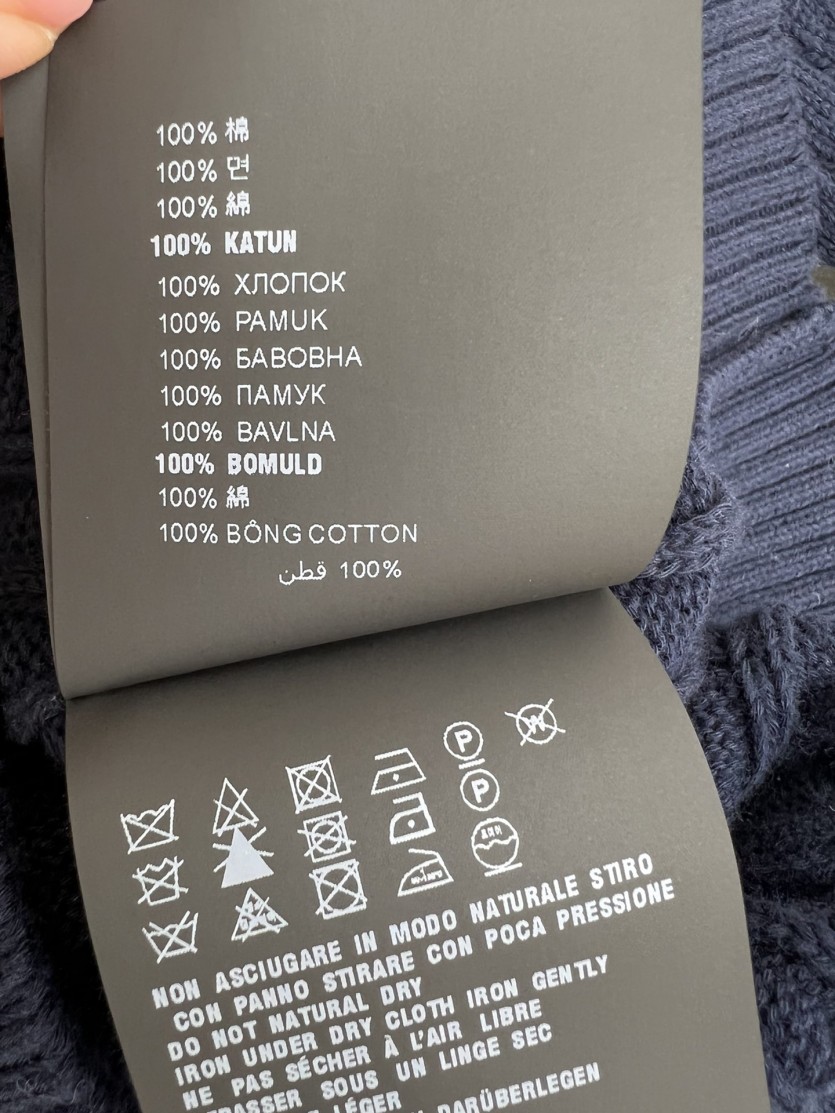 100% 棉
100% 면
100% 綿
100% KATUN
100% ХЛОПОК
100% PAMUK
100% БАВОВНА
100% ПАМУК
100% BAVLNA
100% BOMULD
100% 綿
100% BÔNG COTTON
100% قطن
P
W
P
NON ASCIUGARE IN MODO NATURALE STIRO
CON PANNO STIRARE CON POCA PRESSIONE
DO NOT NATURAL DRY
IRON UNDER DRY CLOTH IRON GENTLY
NE PAS SÉCHER À L'AIR LIBRE
SOUS UN LINGE SEC
LÉGER
DARÜBERLEGEN